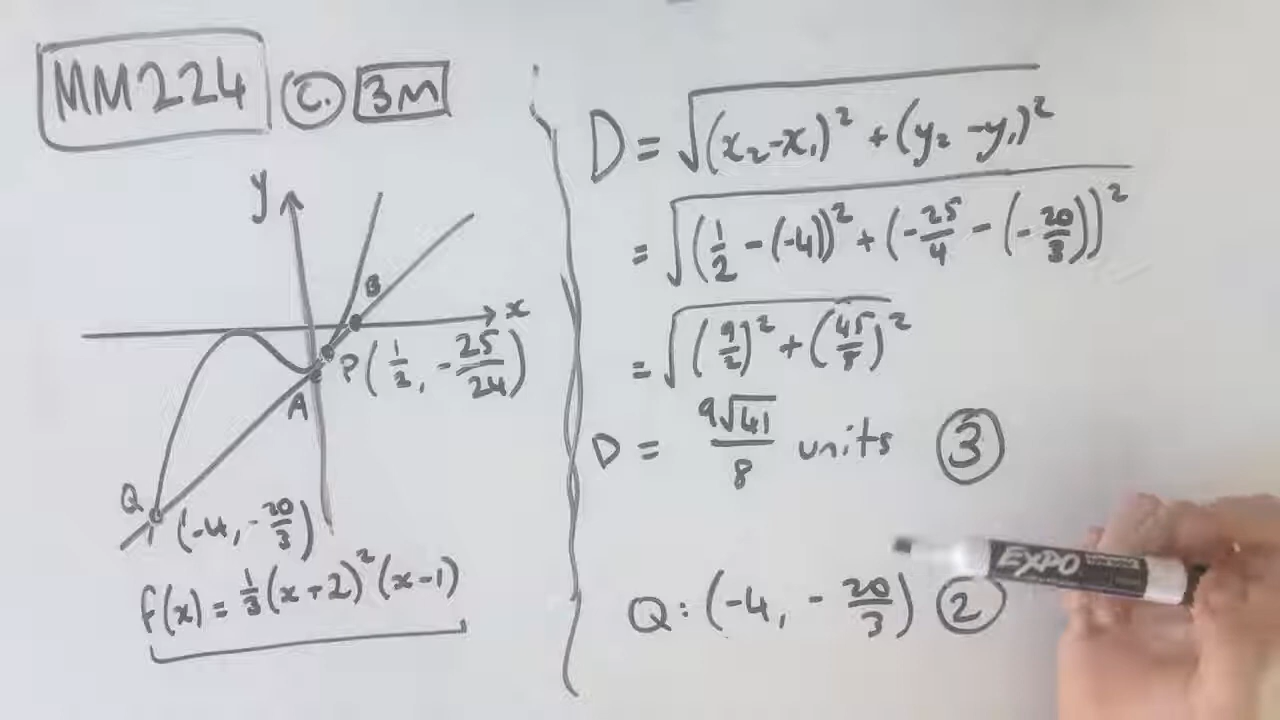 MM224 C. 3M
y
B
x
P(1/2, -25/24)
A
Q
(-4, -20/3)
f(x) = 1/3(x+2)²(x-1)
D = √((x₂-x₁)² + (y₂-y₁)²)
= √((1/2 -(-4))² + (-25/4 - (-20/3))²)
= √((9/2)² + (45/8)²)
D = 9√41/8 units 3
EXPO
Q: (-4, -20/3) 2